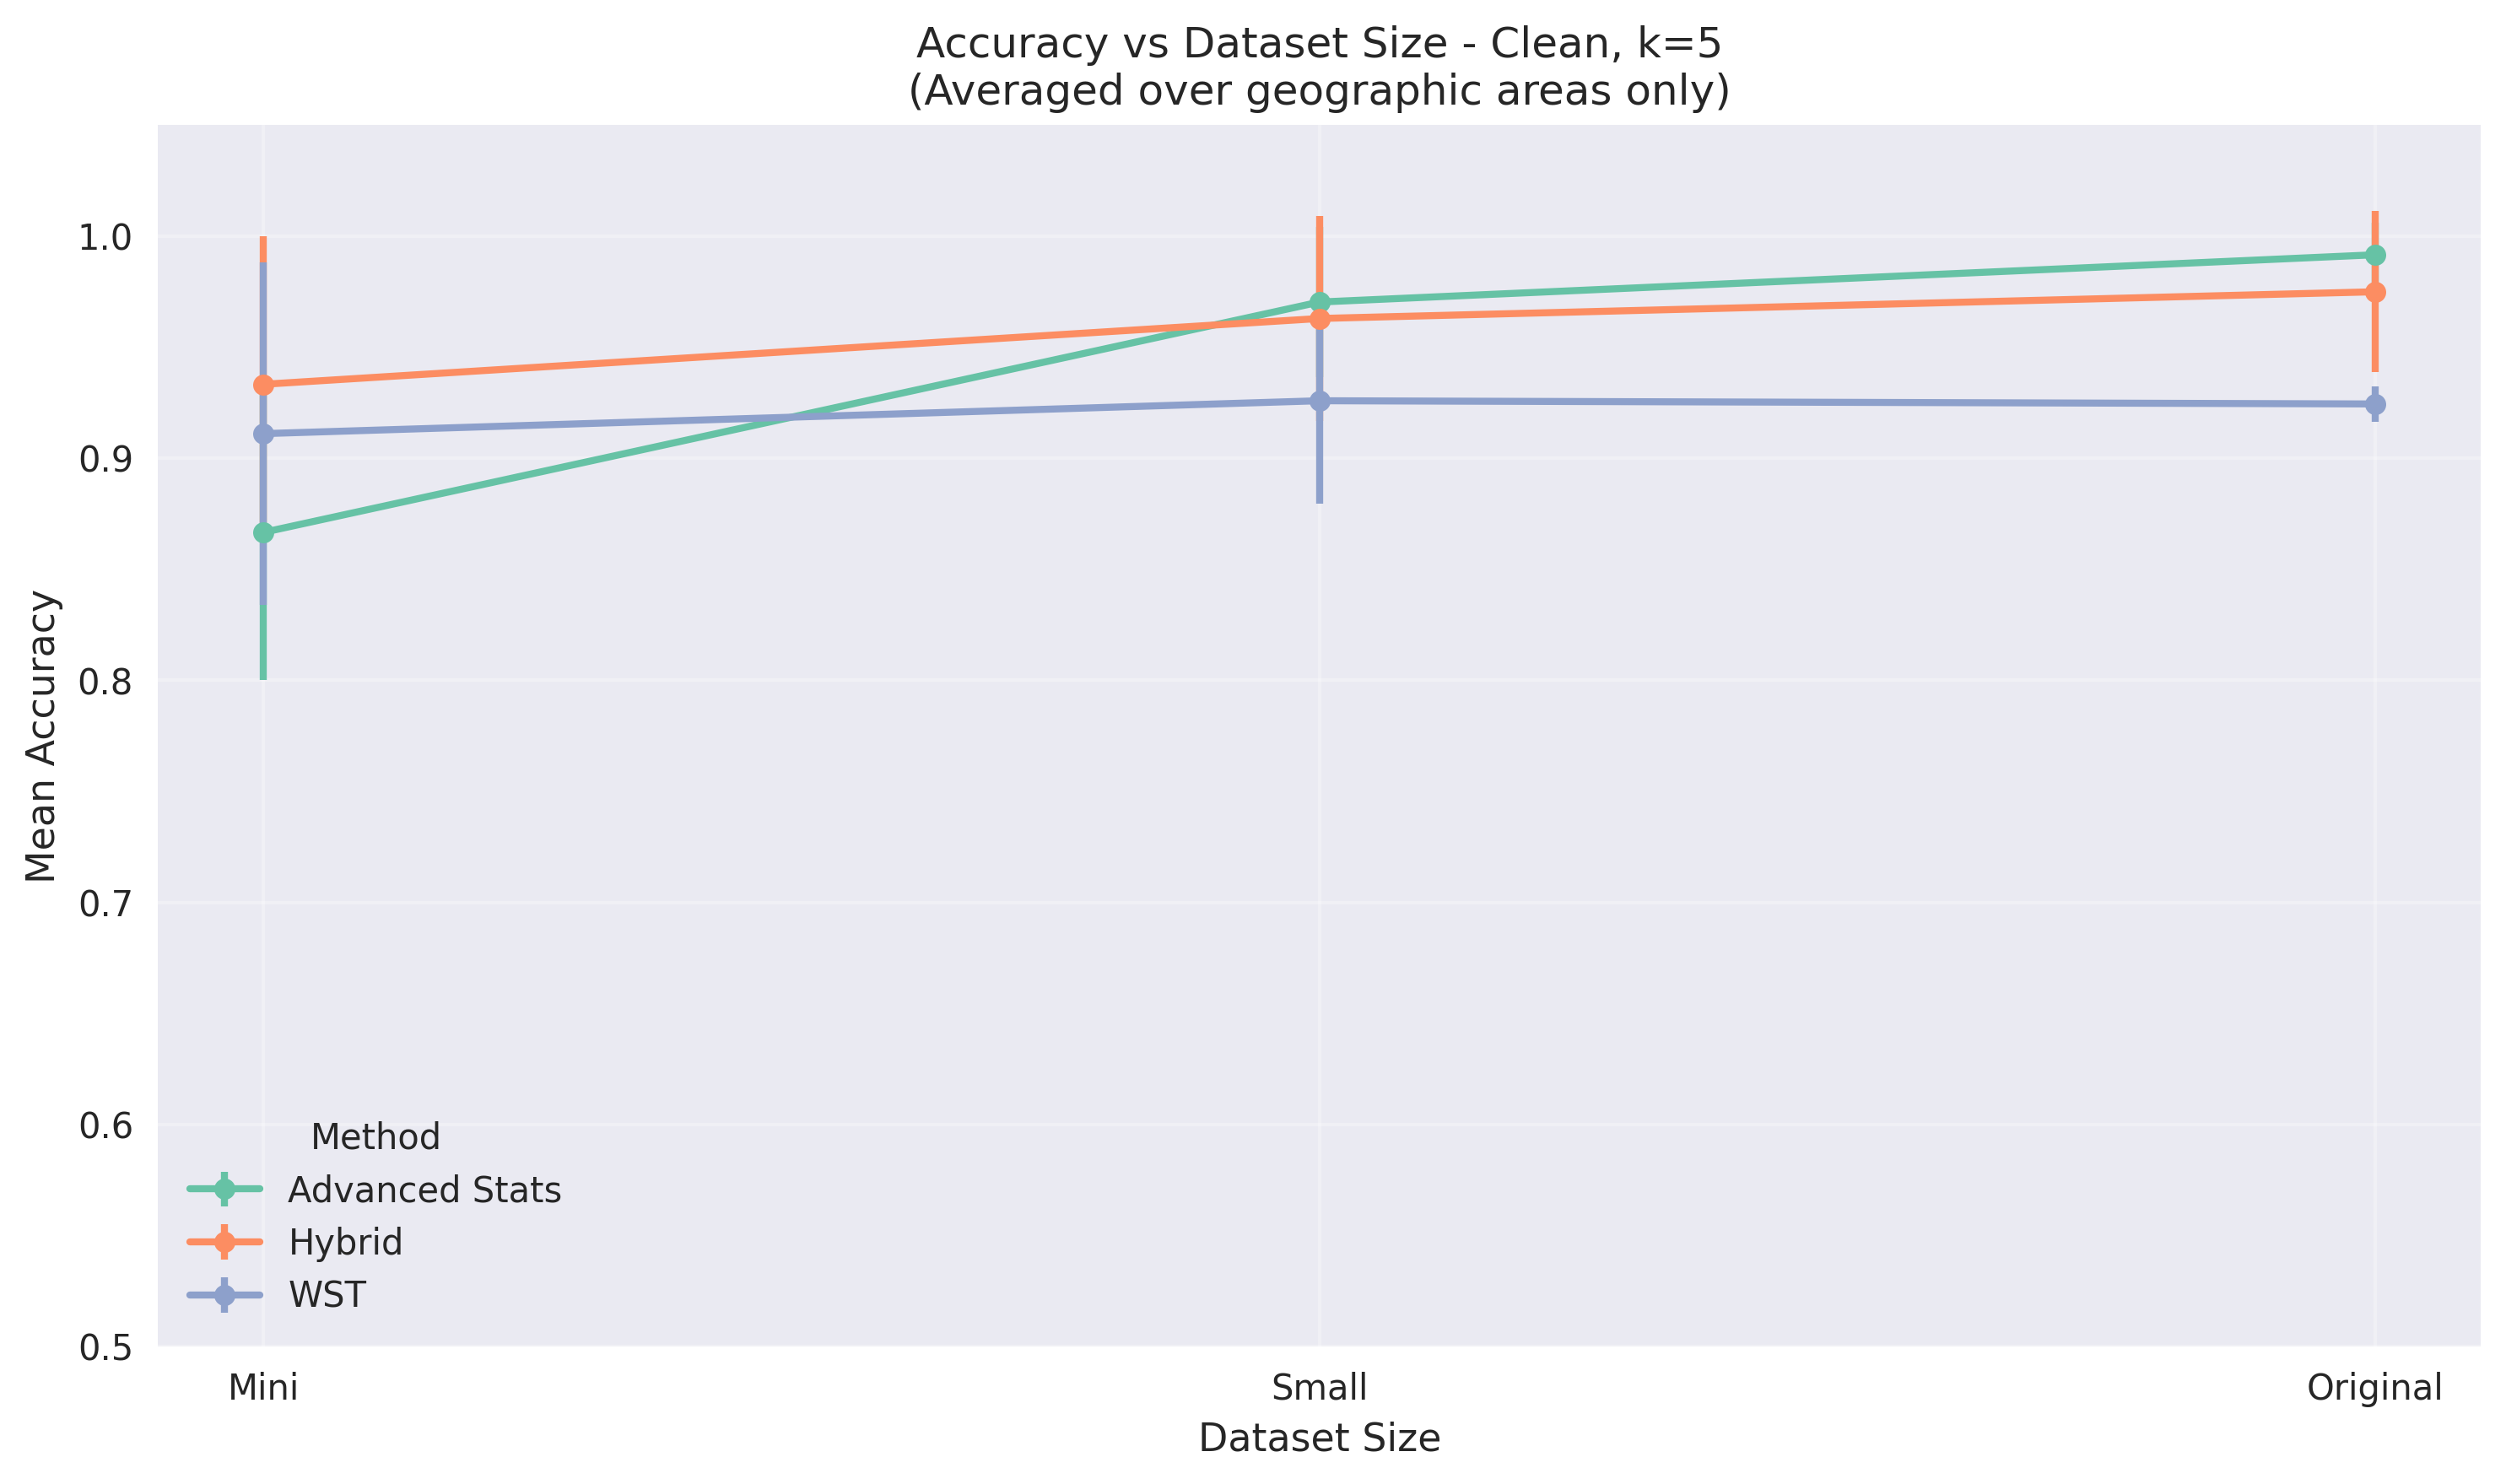 Accuracy vs Dataset Size - Clean, k=5
(Averaged over geographic areas only)
Mean Accuracy
1.0
0.9
0.8
0.7
0.6
0.5
Method
Advanced Stats
Hybrid
WST
Mini
Small
Original
Dataset Size